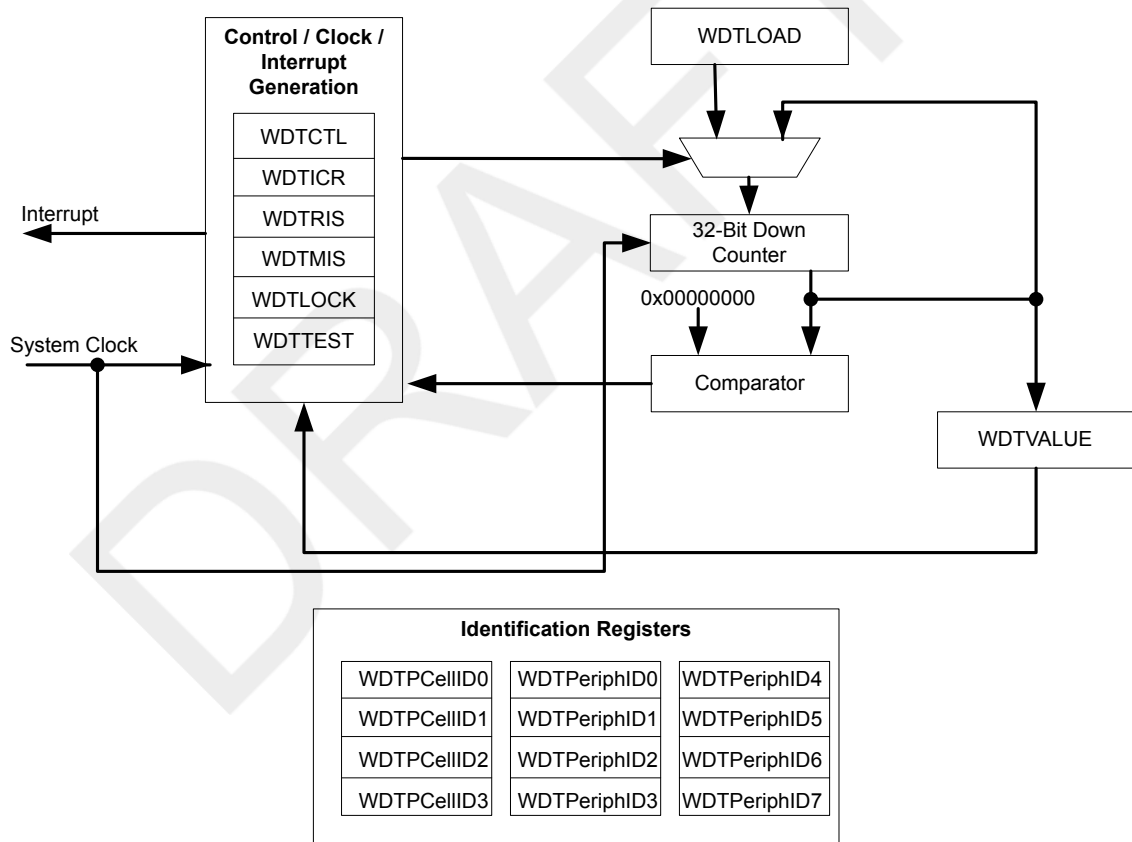 Control / Clock /
Interrupt
Generation
WDTCTL
WDTICR
WDTRIS
WDTMIS
WDTLOCK
WDTTEST
Interrupt
System Clock
WDTLOAD
32-Bit Down
Counter
0x00000000
Comparator
WDTVALUE
Identification Registers
WDTPCellID0 WDTPeriphID0 WDTPeriphID4
WDTPCellID1 WDTPeriphID1 WDTPeriphID5
WDTPCellID2 WDTPeriphID2 WDTPeriphID6
WDTPCellID3 WDTPeriphID3 WDTPeriphID7
DRAFT